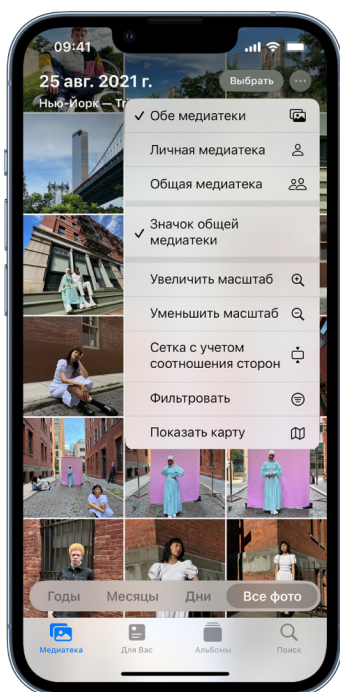 09:41
25 авг. 2021 г.
Выбрать
Нью-Йорк —
Обе медиатеки
Личная медиатека
Общая медиатека
Значок общей
медиатеки
Увеличить масштаб
Уменьшить масштаб
Сетка с учетом
соотношения сторон
Фильтровать
Показать карту
Годы Месяцы Дни Все фото
Медиатека Для Вас Альбомы Поиск